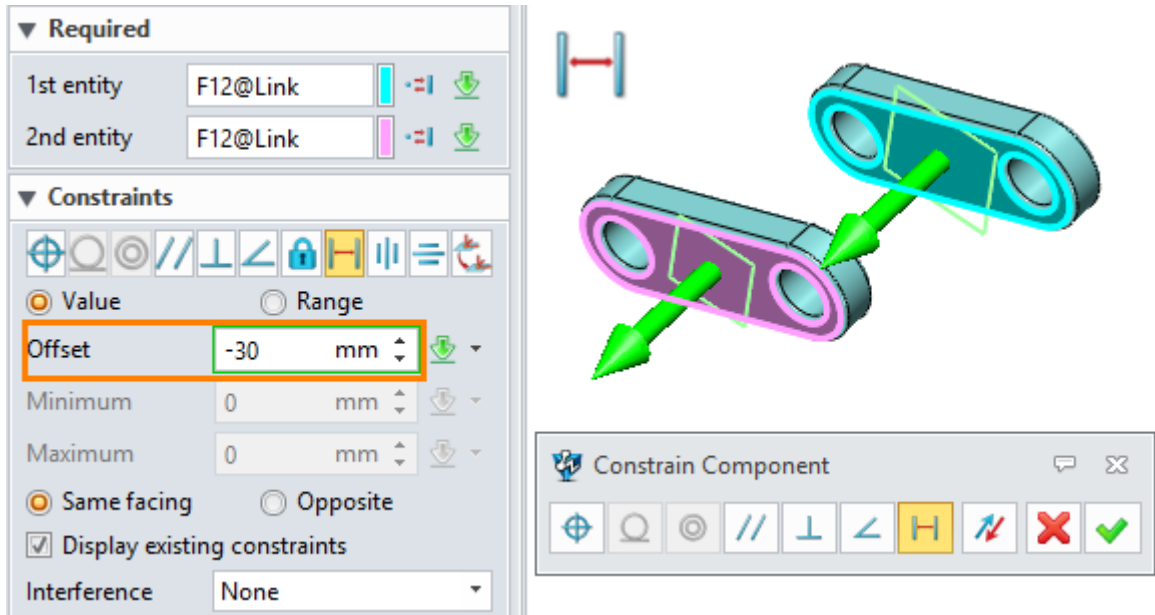 Required
1st entity F12@Link
2nd entity F12@Link
Constraints
Value Range
Offset -30 mm
Minimum 0 mm
Maximum 0 mm
Same facing Opposite
Display existing constraints
Interference None
Constrain Component